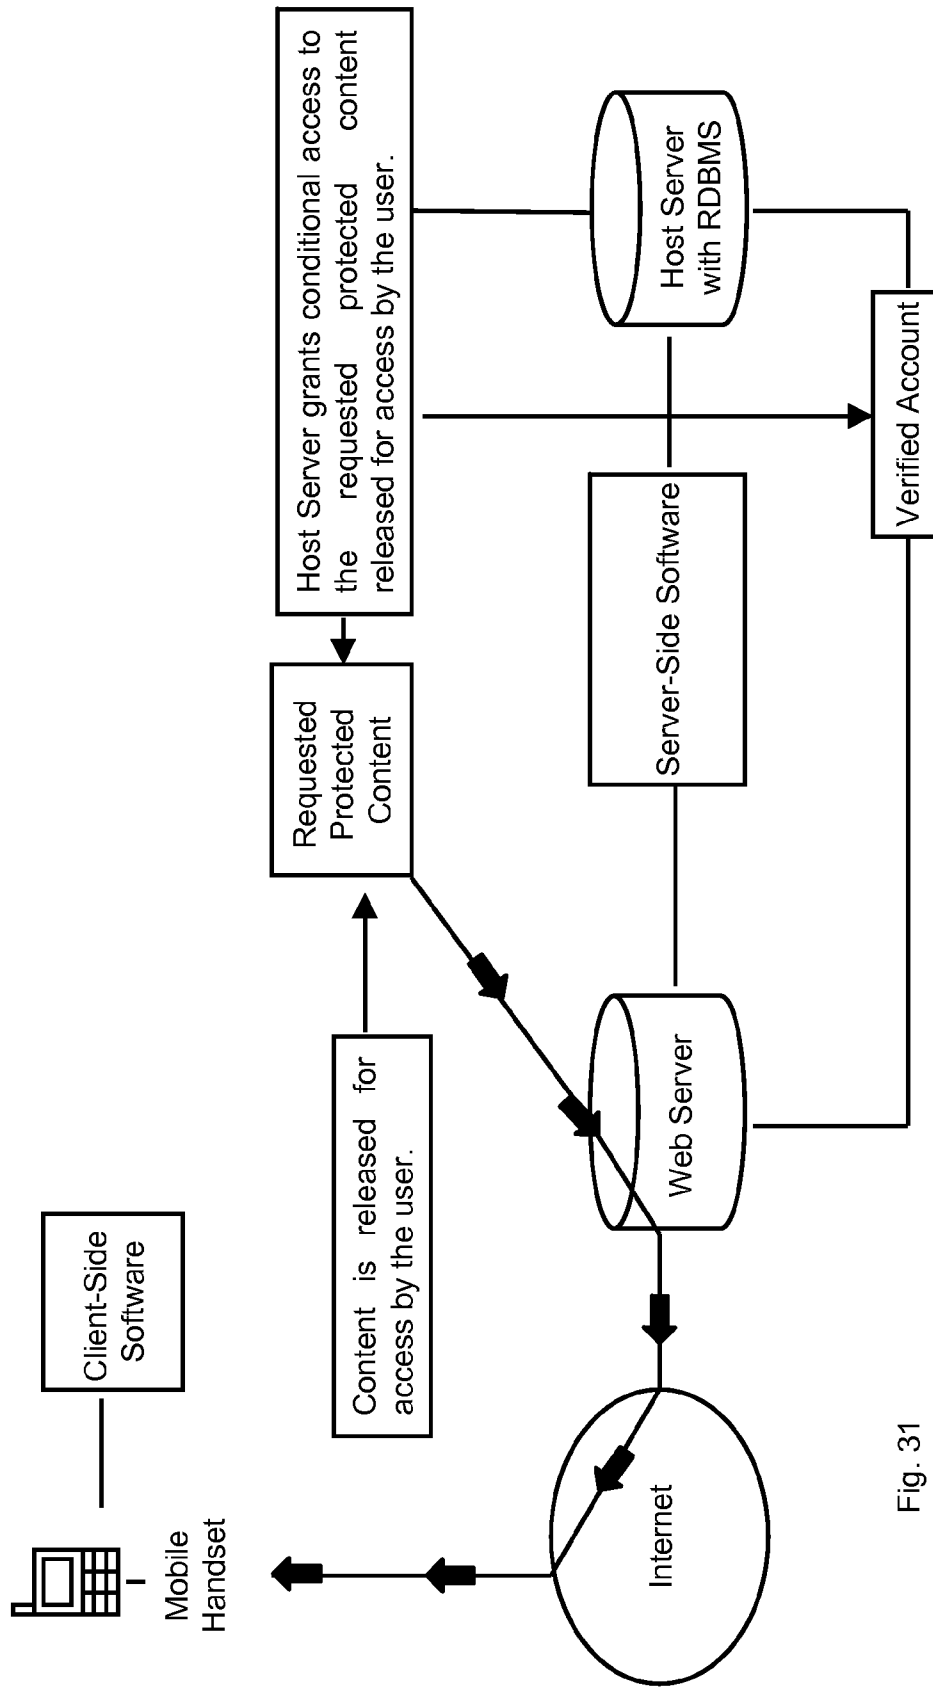 Mobile
Handset
Client-Side
Software
Content is released for
access by the user.
Requested
Protected
Content
Host Server grants conditional access to
the requested protected content
released for access by the user.
Internet
Web Server
Server-Side Software
Host Server
with RDBMS
Verified Account
Fig. 31